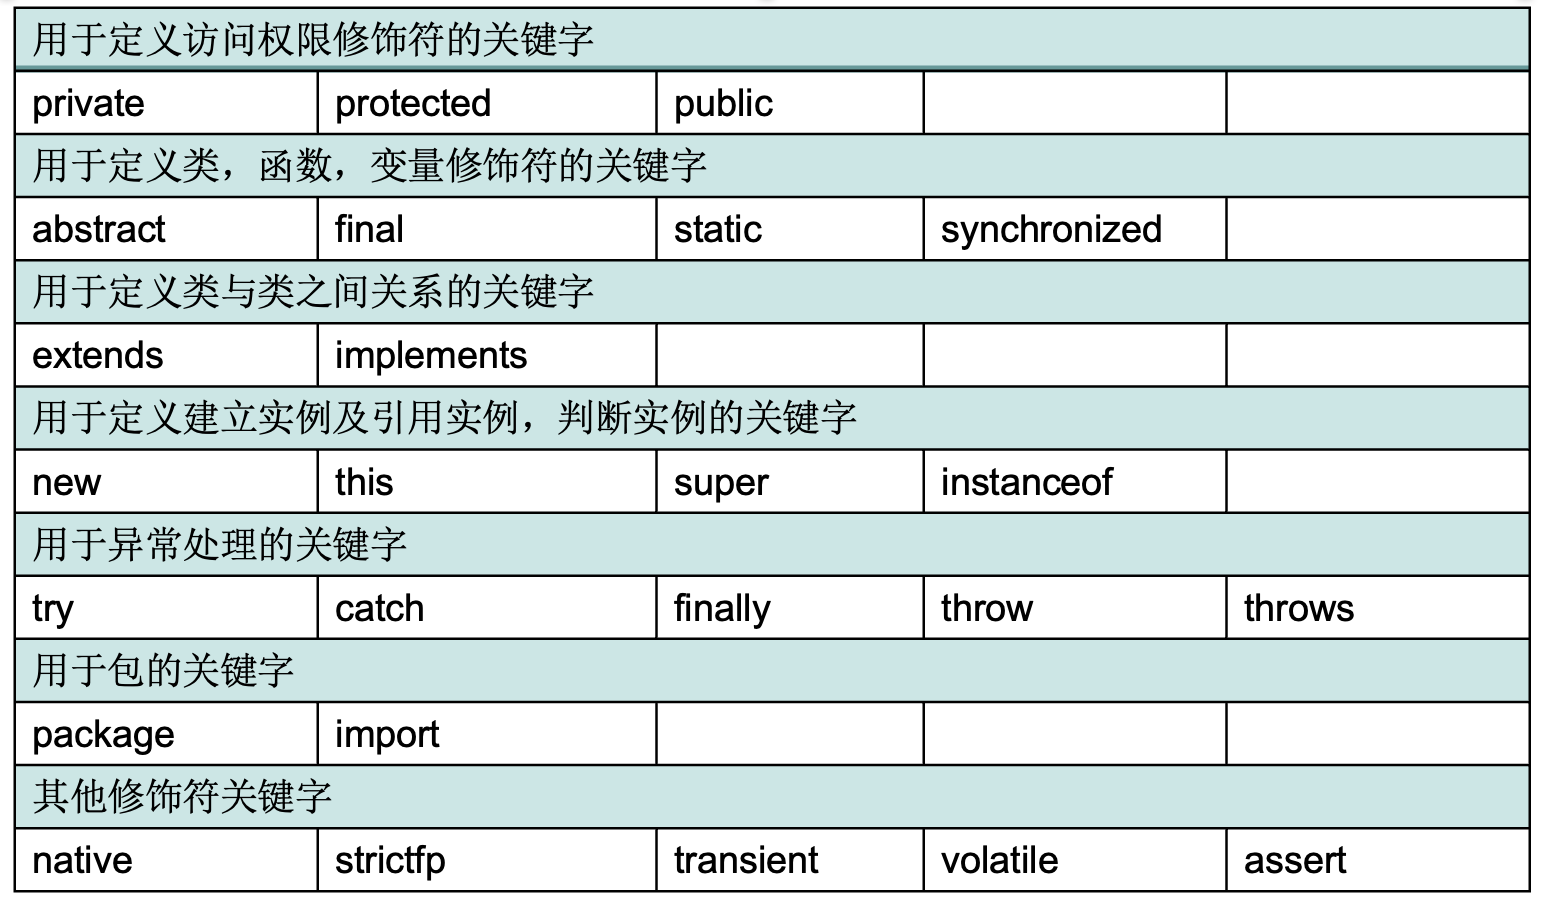 用于定义访问权限修饰符的关键字
private protected public
用于定义类，函数，变量修饰符的关键字
abstract final static synchronized
用于定义类与类之间关系的关键字
extends implements
用于定义建立实例及引用实例，判断实例的关键字
new this super instanceof
用于异常处理的关键字
try catch finally throw throws
用于包的关键字
package import
其他修饰符关键字
native strictfp transient volatile assert